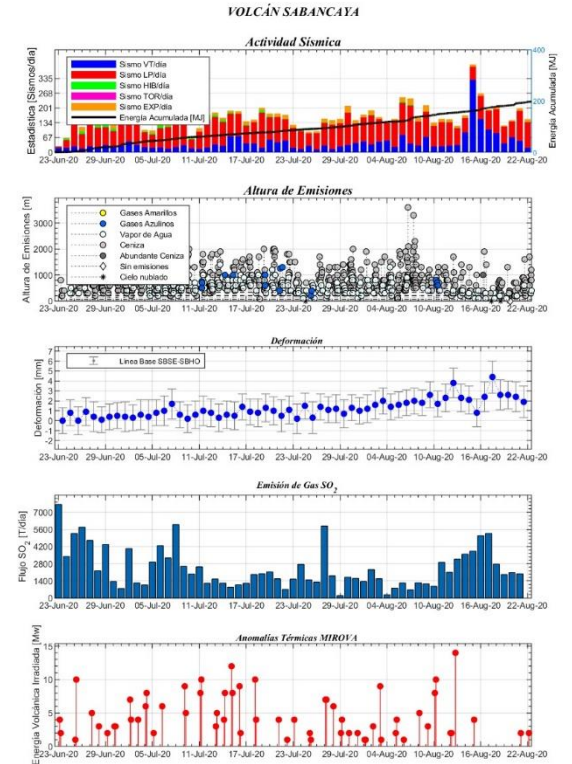 VOLCÁN SABANCAYA
Actividad Sísmica
Estadística [Sismos/día]
335
268
201
134
67
0
Sismo VT/día
Sismo LP/día
Sismo HIB/día
Sismo TOR/día
Sismo EXP/día
Energía Acumulada [MJ]
400
200
0
Energía Acumulada [MJ]
23-Jun-20 29-Jun-20 05-Jul-20 11-Jul-20 17-Jul-20 23-Jul-20 29-Jul-20 04-Aug-20 10-Aug-20 16-Aug-20 22-Aug-20
Altura de Emisiones
Altura de Emisiones [m]
3000
2000
1000
0
Gases Amarillos
Gases Azulinos
Vapor de Agua
Ceniza
Abundante Ceniza
Sin emisiones
Cielo nublado
23-Jun-20 29-Jun-20 05-Jul-20 11-Jul-20 17-Jul-20 23-Jul-20 29-Jul-20 04-Aug-20 10-Aug-20 16-Aug-20 22-Aug-20
Deformación
Deformación [mm]
7
6
5
4
3
2
1
0
-1
-2
Línea Base SBSE-SBHO
23-Jun-20 29-Jun-20 05-Jul-20 11-Jul-20 17-Jul-20 23-Jul-20 29-Jul-20 04-Aug-20 10-Aug-20 16-Aug-20 22-Aug-20
Emisión de Gas SO2
Flujo SO2 [T/día]
7000
5600
4200
2800
1400
23-Jun-20 29-Jun-20 05-Jul-20 11-Jul-20 17-Jul-20 23-Jul-20 29-Jul-20 04-Aug-20 10-Aug-20 16-Aug-20 22-Aug-20
Anomalías Térmicas MIROVA
Energía Volcánica Irradiada [Mw]
15
10
5
0
23-Jun-20 29-Jun-20 05-Jul-20 11-Jul-20 17-Jul-20 23-Jul-20 29-Jul-20 04-Aug-20 10-Aug-20 16-Aug-20 22-Aug-20